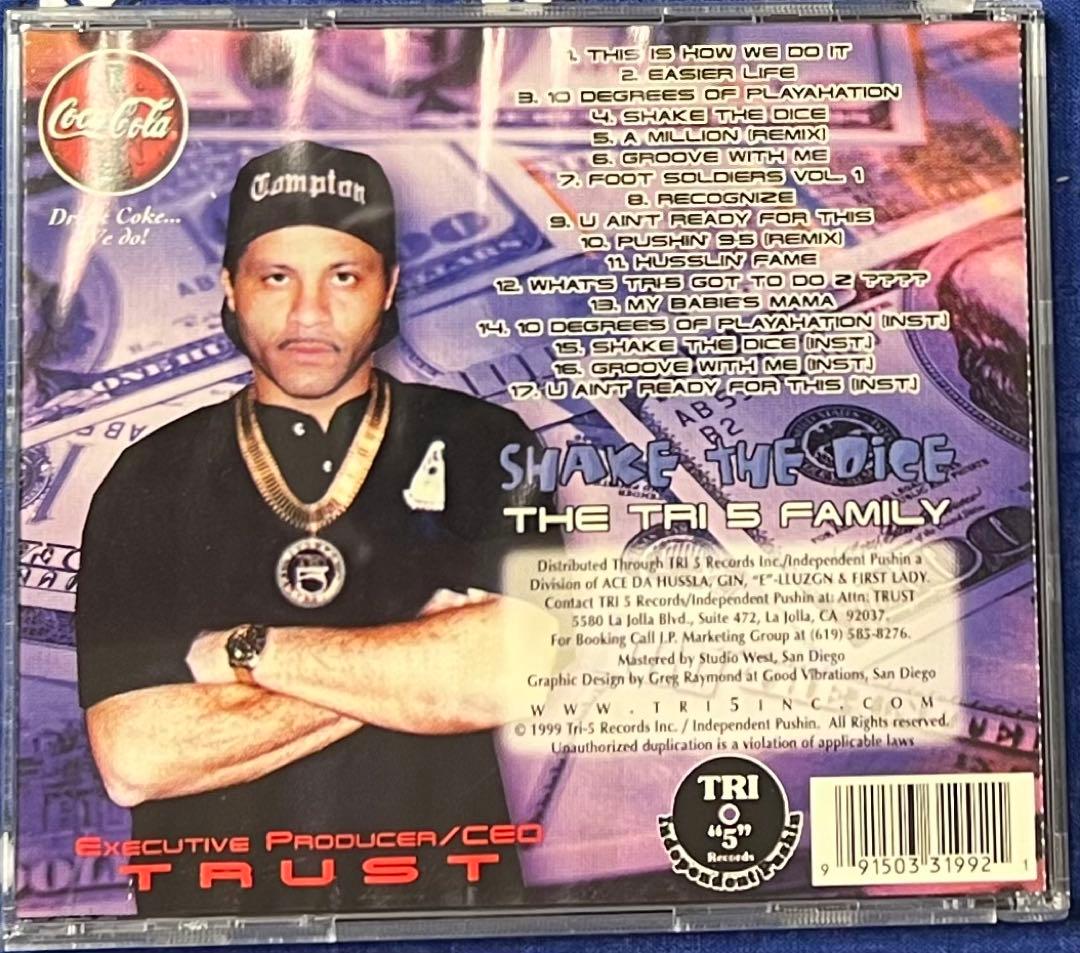 Coca-Cola
Drink Coke...
We do!
Compton
1. THIS IS HOW WE DO IT
2. EASIER LIFE
3. 10 DEGREES OF PLAYAHATION
4. SHAKE THE DICE
5. A MILLION (REMIX)
6. GROOVE WITH ME
7. FOOT SOLDIERS VOL. 1
8. RECOGNIZE
9. U AIN'T READY FOR THIS
10. PUSHIN' 9-5 (REMIX)
11. HUSSLIN' FAME
12. WHAT'S TRI-5 GOT TO DO 2 ????
13. MY BABIE'S MAMA
14. 10 DEGREES OF PLAYAHATION (INST.)
15. SHAKE THE DICE (INST.)
16. GROOVE WITH ME (INST.)
17. U AIN'T READY FOR THIS (INST.)
SHAKE THE DICE
THE TRI 5 FAMILY
5
Distributed Through TRI 5 Records Inc./Independent Pushin a
Division of ACE DA HUSSLA, GIN, "E"-LLUZGN & FIRST LADY.
Contact TRI 5 Records/Independent Pushin at: Attn: TRUST
5580 La Jolla Blvd., Suite 472, La Jolla, CA 92037.
For Booking Call J.P. Marketing Group at (619) 583-8276.
Mastered by Studio West, San Diego
Graphic Design by Greg Raymond at Good Vibrations, San Diego
WWW.TRI5INC.COM
© 1999 Tri-5 Records Inc. / Independent Pushin. All Rights reserved.
Unauthorized duplication is a violation of applicable laws
EXECUTIVE PRODUCER/CEO
TRUST
TRI
"5"
Records
Independent Pushin
9 91503 31992 1